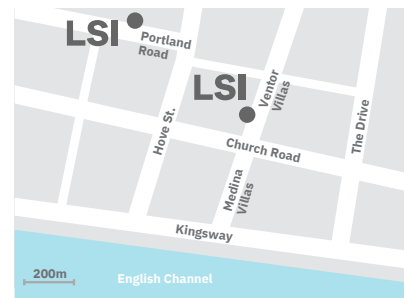 LSI
Portland
Road
LSI
Ventor
Villas
Hove St.
The Drive
Church Road
Medina
Villas
Kingsway
200m
English Channel